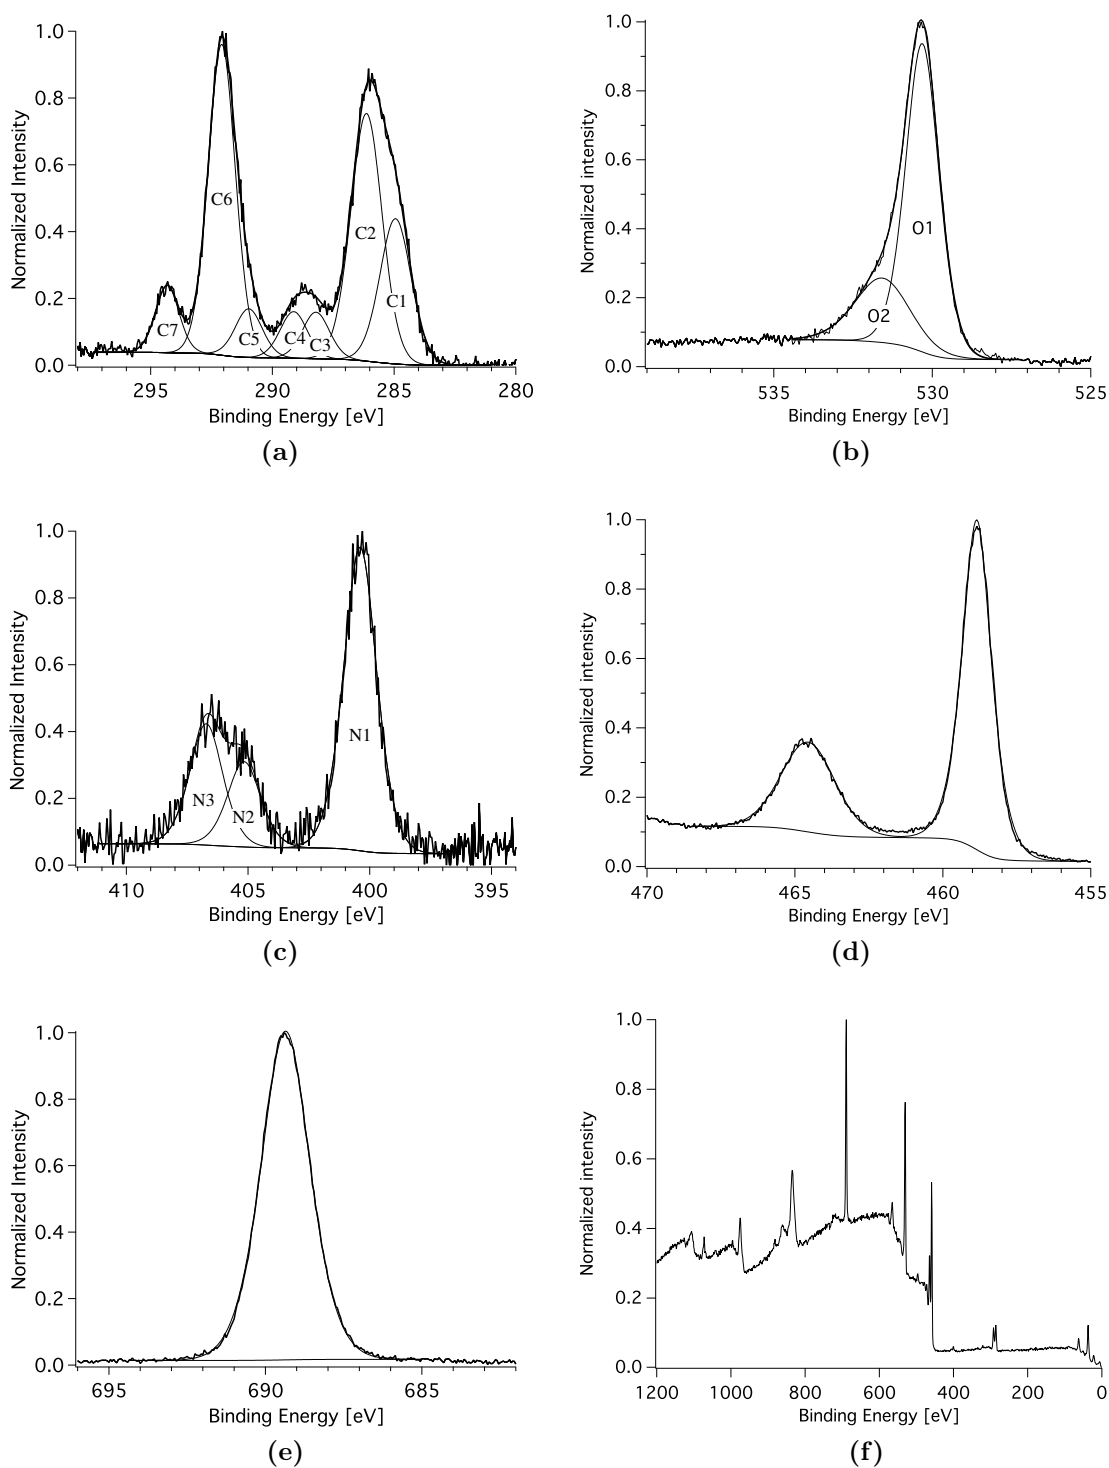 1.0
0.8
0.6
0.4
0.2
0.0
Normalized Intensity
C7
C6
C5
C4
C3
C2
C1
295
290
285
280
Binding Energy [eV]
(a)
1.0
0.8
0.6
0.4
0.2
0.0
Normalized intensity
O1
O2
535
530
525
Binding Energy [eV]
(b)
1.0
0.8
0.6
0.4
0.2
0.0
Normalized Intensity
N3
N2
N1
410
405
400
395
Binding Energy [eV]
(c)
1.0
0.8
0.6
0.4
0.2
0.0
Normalized intensity
470
465
460
455
Binding Energy [eV]
(d)
1.0
0.8
0.6
0.4
0.2
0.0
Normalized Intensity
695
690
685
Binding Energy [eV]
(e)
1.0
0.8
0.6
0.4
0.2
0.0
Normalized intensity
1200
1000
800
600
400
200
0
Binding Energy [eV]
(f)